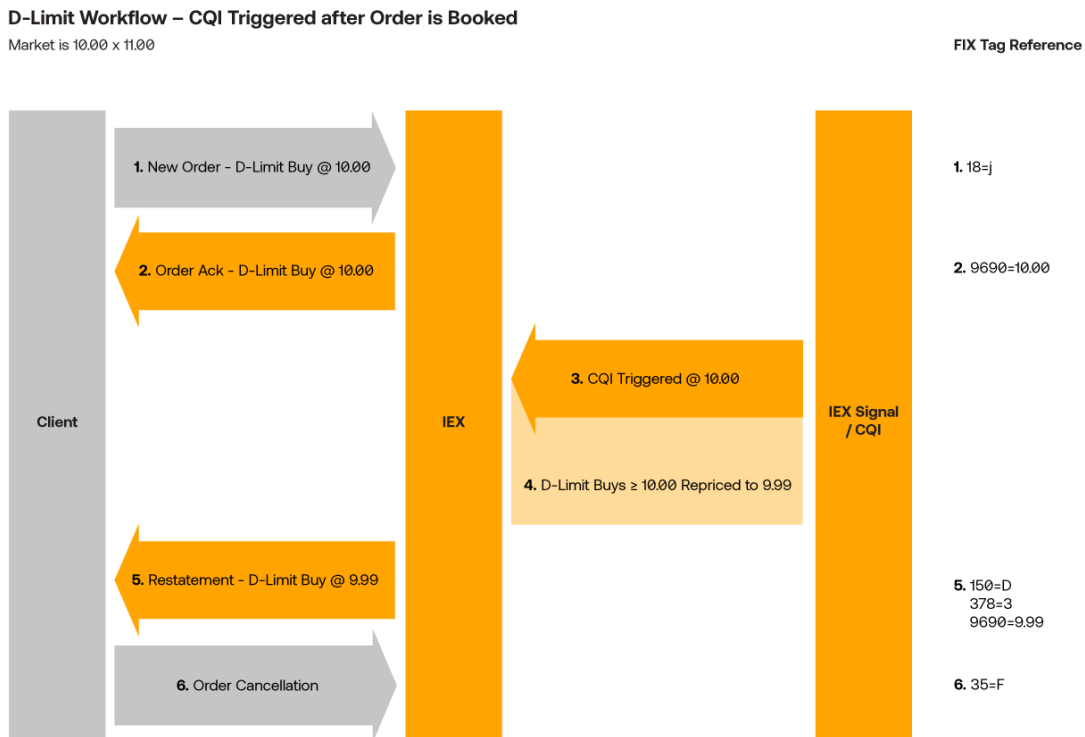 D-Limit Workflow – CQI Triggered after Order is Booked
Market is 10.00 x 11.00
FIX Tag Reference
1. New Order - D-Limit Buy @ 10.00
1. 18=j
2. Order Ack - D-Limit Buy @ 10.00
2. 9690=10.00
3. CQI Triggered @ 10.00
Client
IEX
IEX Signal
/ CQI
4. D-Limit Buys ≥ 10.00 Repriced to 9.99
5. Restatement - D-Limit Buy @ 9.99
5. 150=D
378=3
9690=9.99
6. Order Cancellation
6. 35=F